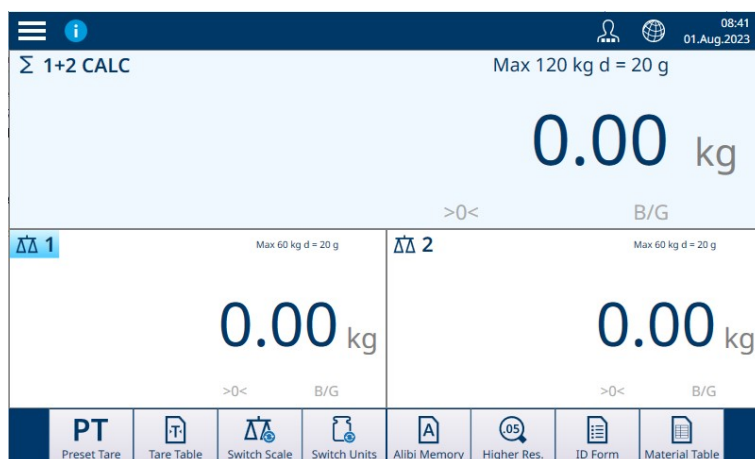 i
08:41
01.Aug.2023
Σ 1+2 CALC
Max 120 kg d = 20 g
0.00 kg
>0< B/G
1
Max 60 kg d = 20 g
0.00 kg
>0< B/G
2
Max 60 kg d = 20 g
0.00 kg
>0< B/G
PT
Preset Tare
T
Tare Table
Switch Scale
Switch Units
A
Alibi Memory
.05
Higher Res.
ID Form
Material Table